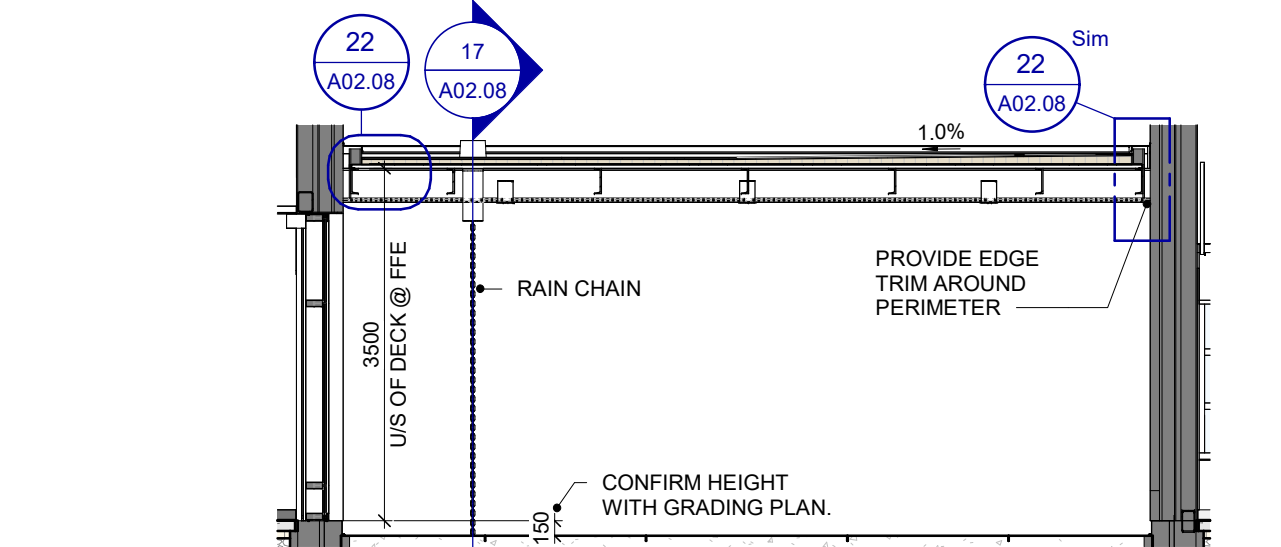 22
A02.08
17
A02.08
Sim
22
A02.08
1.0%
PROVIDE EDGE
TRIM AROUND
PERIMETER
RAIN CHAIN
3500
U/S OF DECK @ FFE
CONFIRM HEIGHT
WITH GRADING PLAN.
150